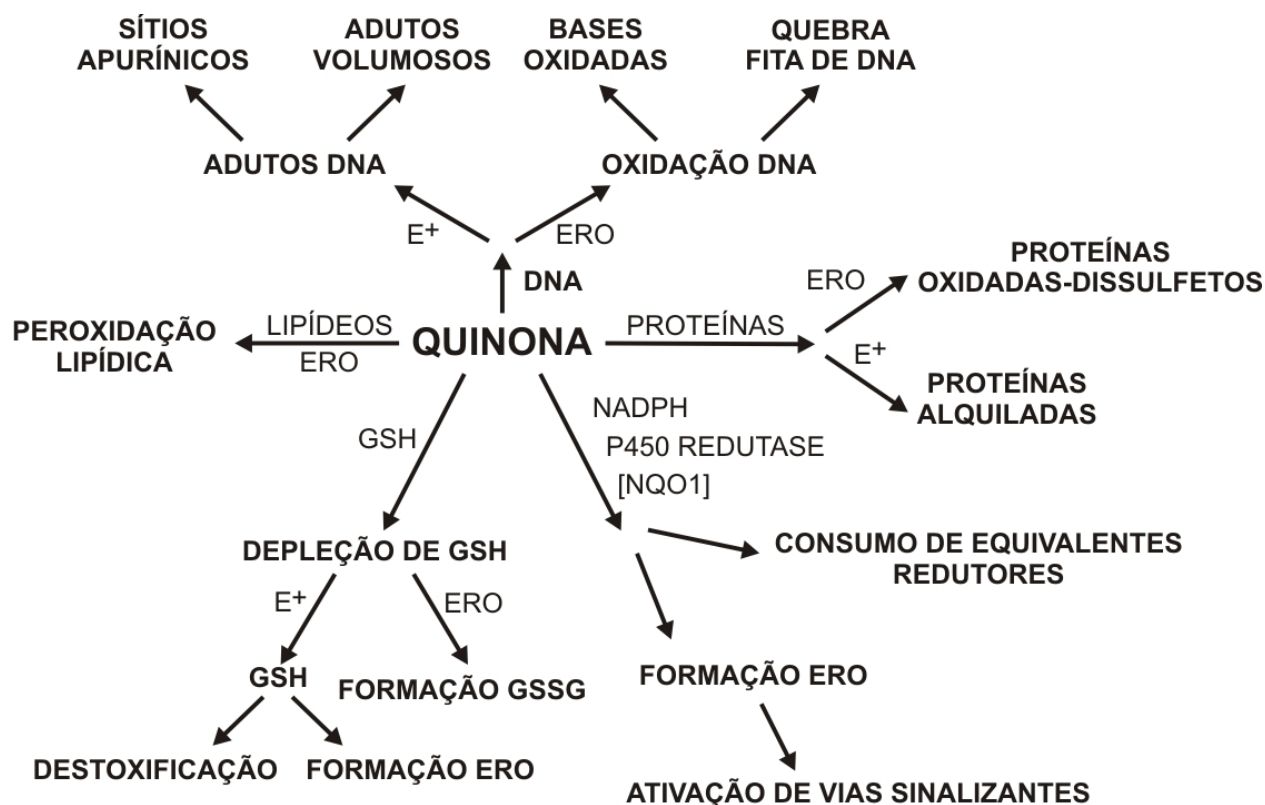 SÍTIOS
APURÍNICOS
ADUTOS
VOLUMOSOS
BASES
OXIDADAS
QUEBRA
FITA DE DNA
ADUTOS DNA
OXIDAÇÃO DNA
E+
ERO
DNA
PROTEÍNAS
OXIDADAS-DISSULFETOS
ERO
PEROXIDAÇÃO
LIPÍDICA
LIPÍDEOS
ERO
QUINONA
PROTEÍNAS
E+
PROTEÍNAS
ALQUILADAS
GSH
NADPH
P450 REDUTASE
[NQO1]
DEPLEÇÃO DE GSH
CONSUMO DE EQUIVALENTES
REDUTORES
E+
ERO
GSH
FORMAÇÃO GSSG
FORMAÇÃO ERO
DESTOXIFICAÇÃO
FORMAÇÃO ERO
ATIVAÇÃO DE VIAS SINALIZANTES